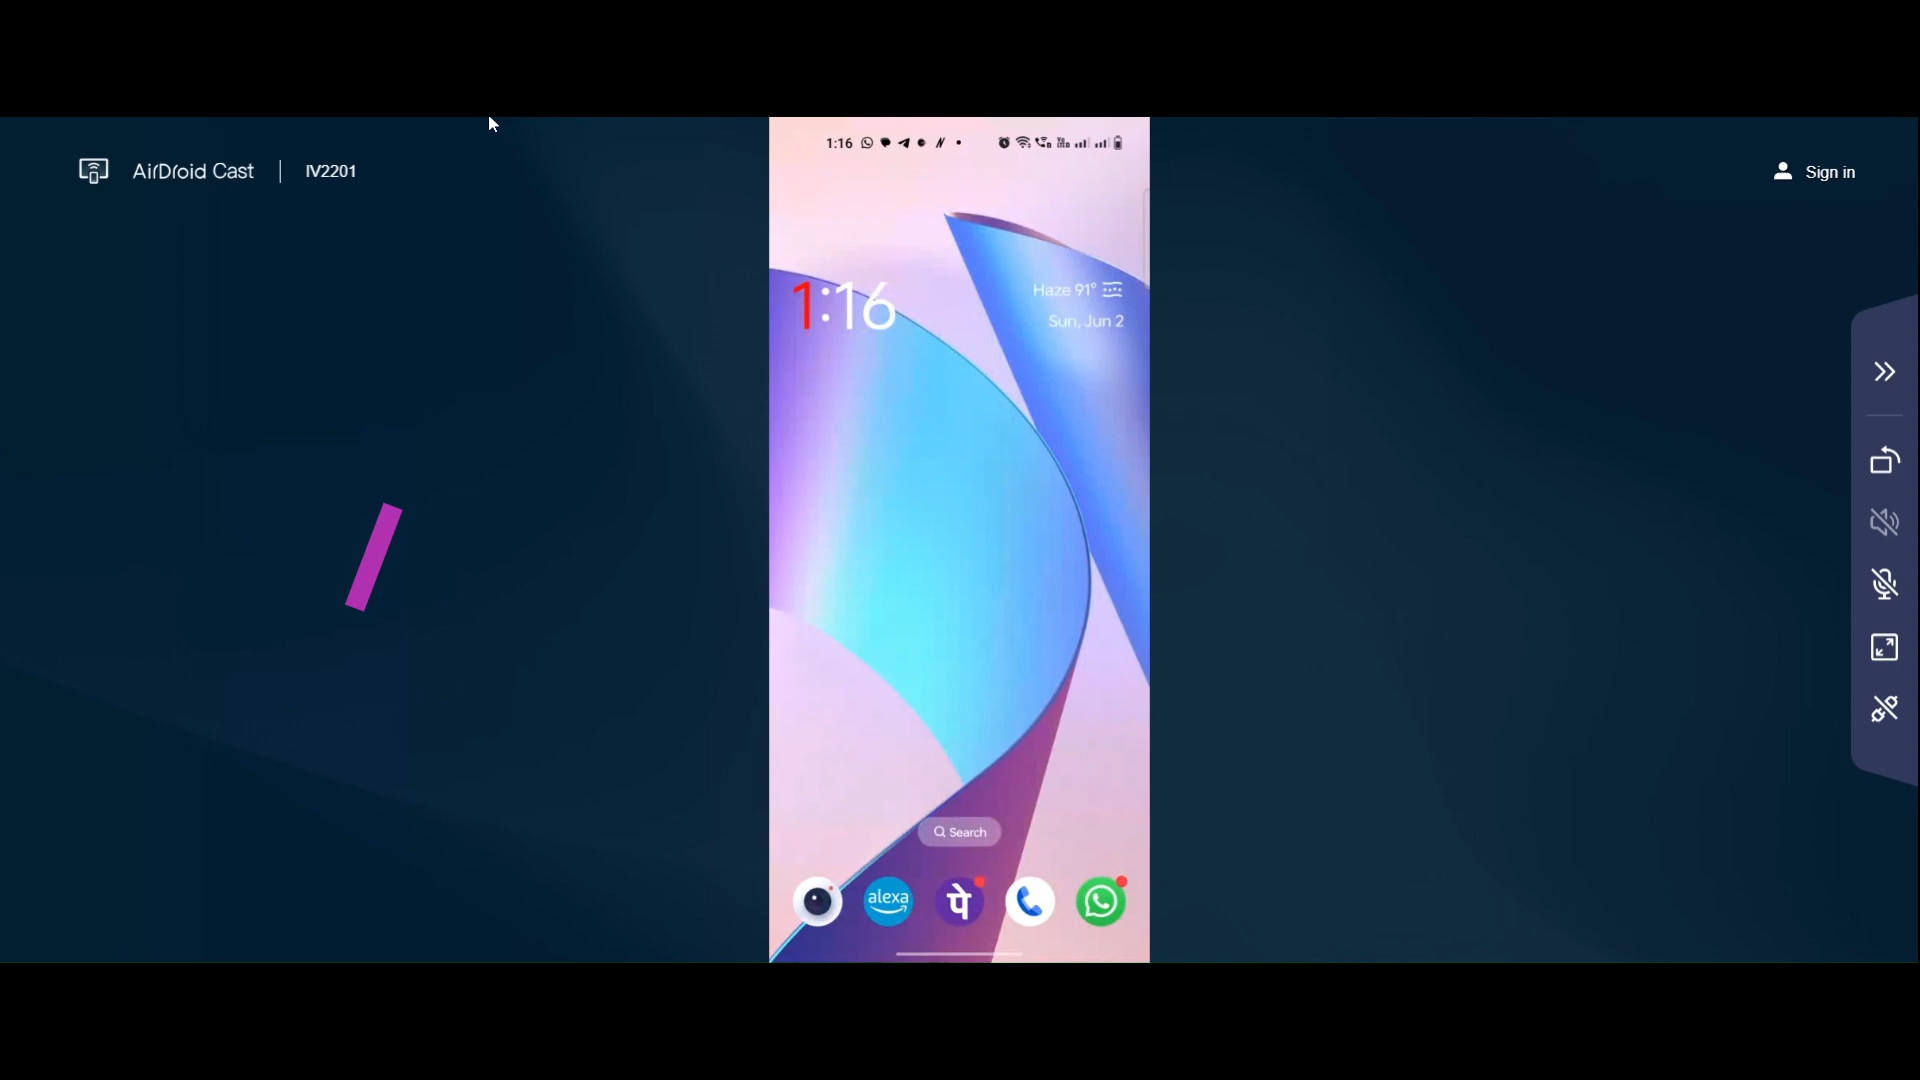 AirDroid Cast | IV2201
Sign in
1:16
1:16
Haze 91°
Sun, Jun 2
Search
alexa
पे